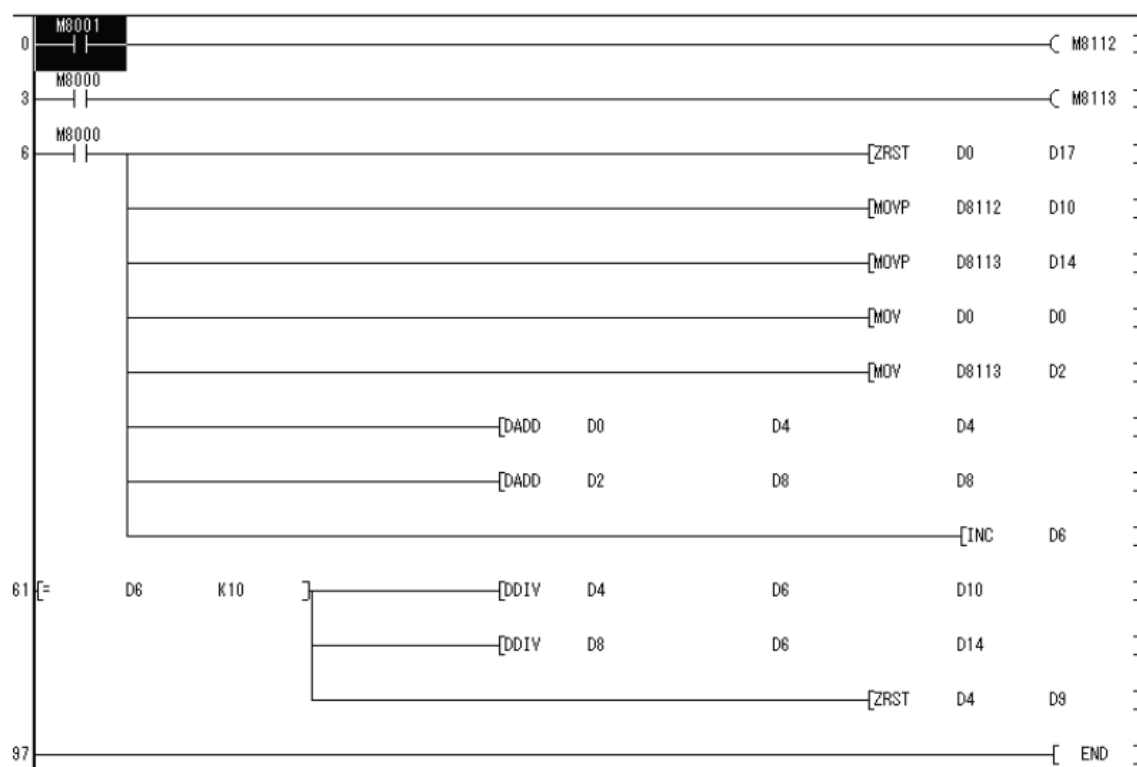 M8001
0 ( M8112 ]
M8000
3 ( M8113 ]
M8000
6 [ZRST D0 D17 ]
[MOVP D8112 D10 ]
[MOVP D8113 D14 ]
[MOV D0 D0 ]
[MOV D8113 D2 ]
[DADD D0 D4 D4 ]
[DADD D2 D8 D8 ]
[INC D6 ]
61 [= D6 K10 ] [DDIV D4 D6 D10 ]
[DDIV D8 D6 D14 ]
[ZRST D4 D9 ]
97 [ END ]